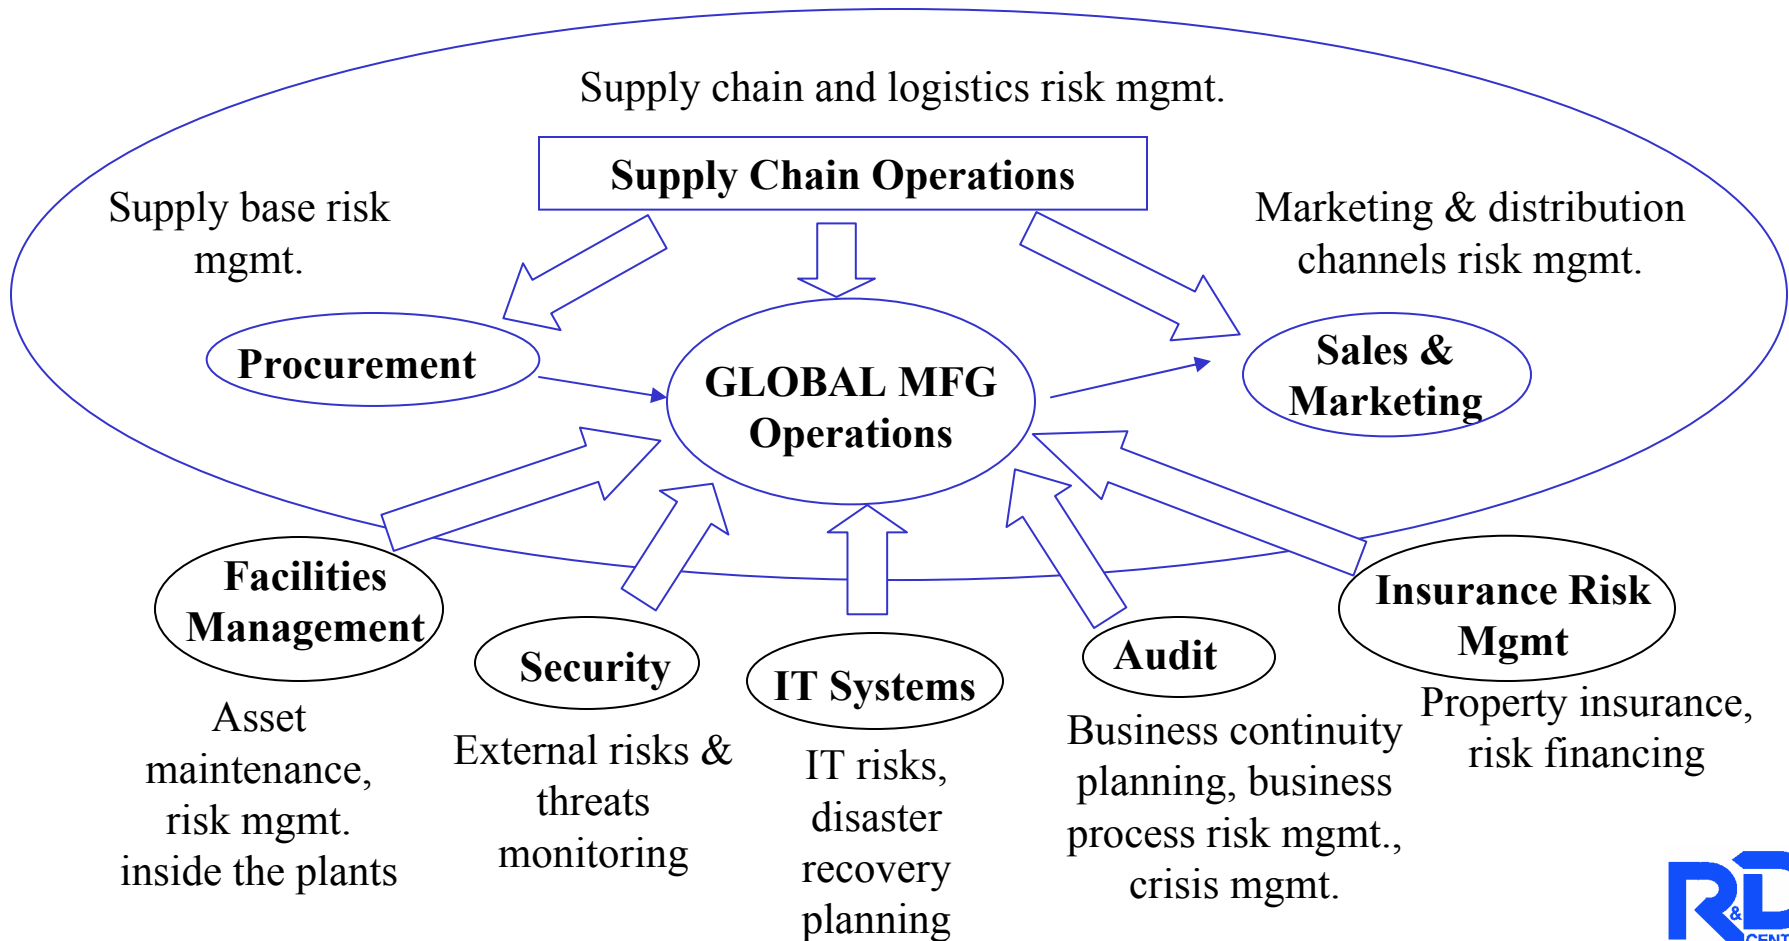 Supply chain and logistics risk mgmt.
Supply Chain Operations
Supply base risk
mgmt.
Marketing & distribution
channels risk mgmt.
Procurement
GLOBAL MFG
Operations
Sales &
Marketing
Facilities
Management
Security
IT Systems
Audit
Insurance Risk
Mgmt
Asset
maintenance,
risk mgmt.
inside the plants
External risks &
threats
monitoring
IT risks,
disaster
recovery
planning
Business continuity
planning, business
process risk mgmt.,
crisis mgmt.
Property insurance,
risk financing
R&D